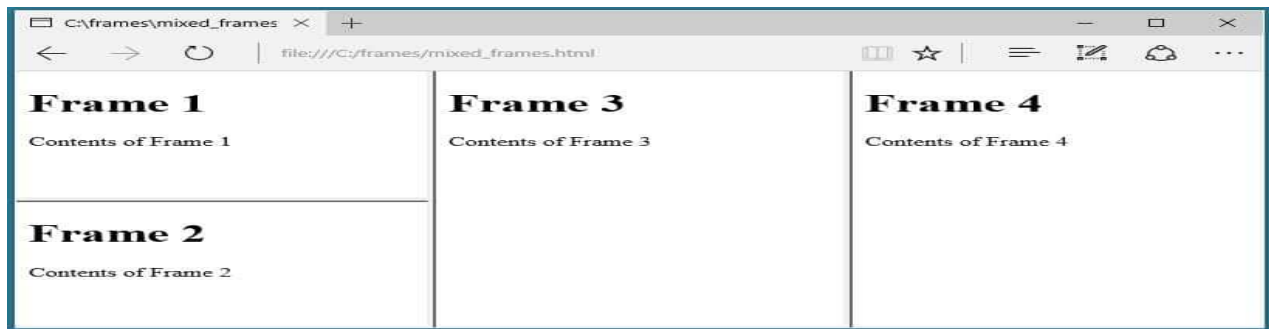 C:\frames\mixed_frames
file:///C:/frames/mixed_frames.html
Frame 1
Contents of Frame 1
Frame 2
Contents of Frame 2
Frame 3
Contents of Frame 3
Frame 4
Contents of Frame 4